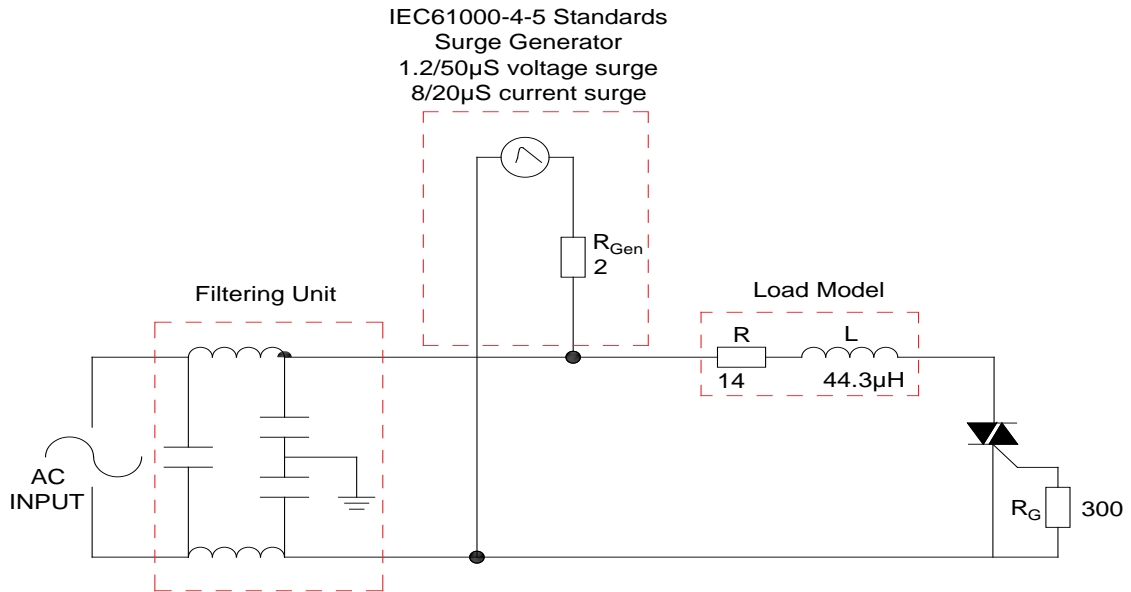 IEC61000-4-5 Standards
Surge Generator
1.2/50µS voltage surge
8/20µS current surge
RGen
2
Filtering Unit
Load Model
R
L
14
44.3µH
AC
INPUT
RG
300